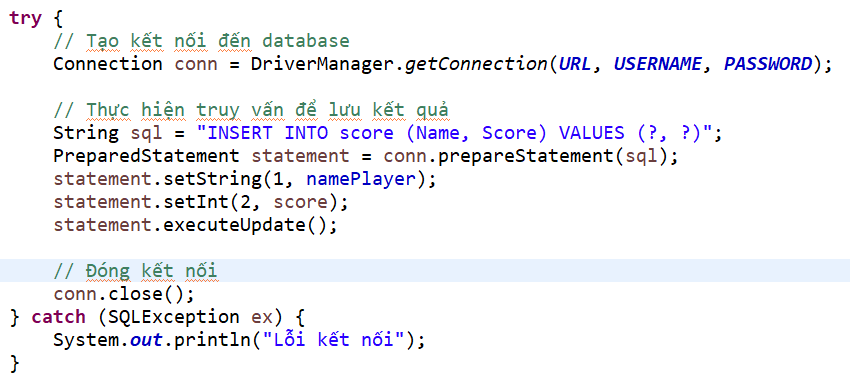 try {
// Tạo kết nối đến database
Connection conn = DriverManager.getConnection(URL, USERNAME, PASSWORD);
// Thực hiện truy vấn để lưu kết quả
String sql = "INSERT INTO score (Name, Score) VALUES (?, ?)";
PreparedStatement statement = conn.prepareStatement(sql);
statement.setString(1, namePlayer);
statement.setInt(2, score);
statement.executeUpdate();
// Đóng kết nối
conn.close();
} catch (SQLException ex) {
System.out.println("Lỗi kết nối");
}